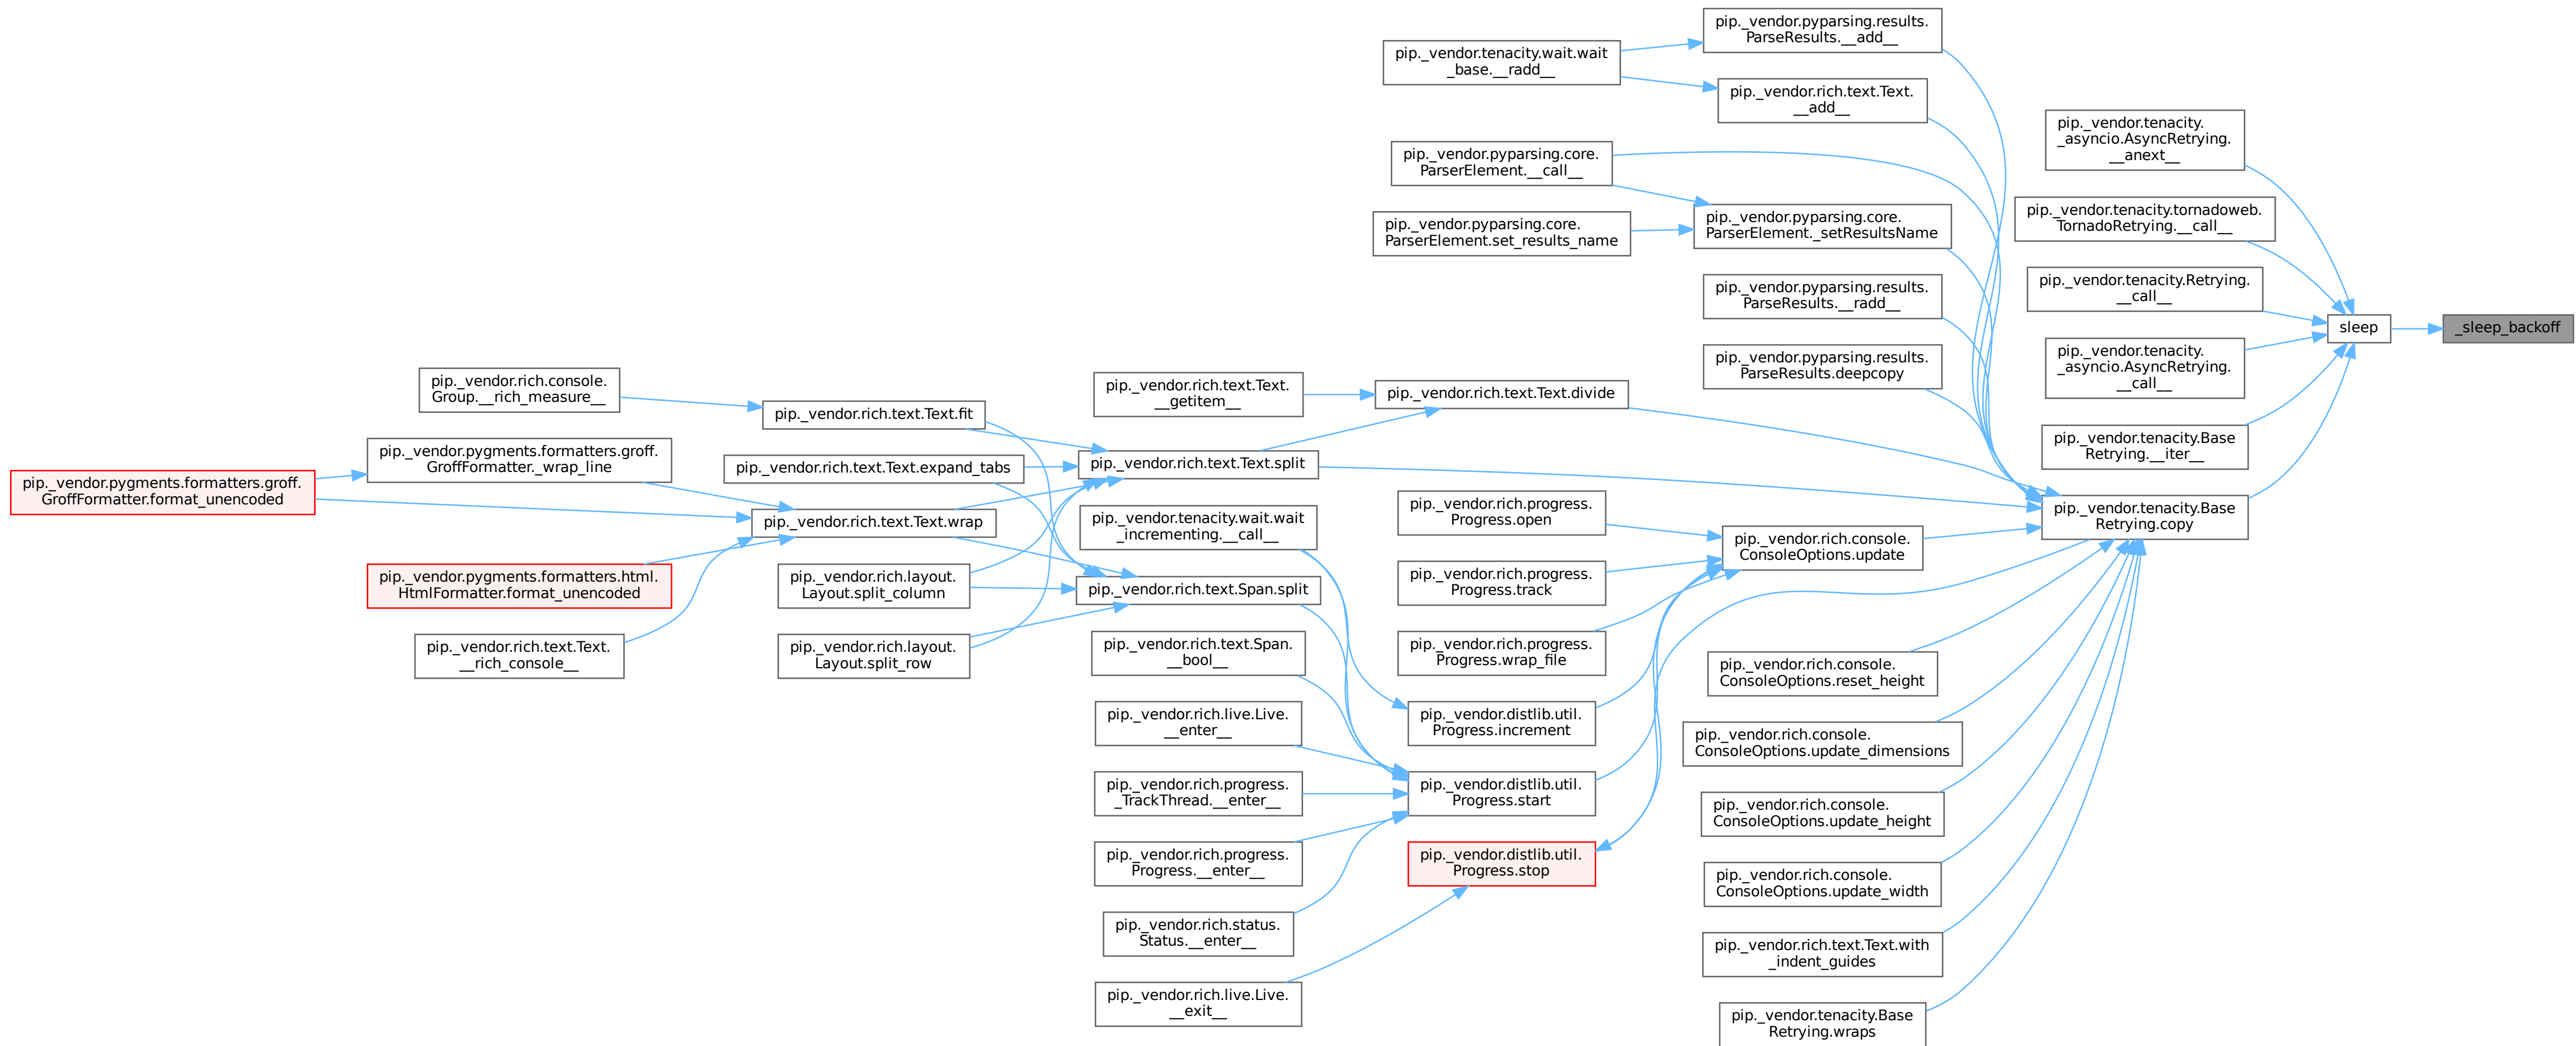 pip._vendor.pyparsing.results.
ParseResults.__add__
pip._vendor.tenacity.wait.wait
_base.__radd__
pip._vendor.rich.text.Text.
__add__
pip._vendor.tenacity.
_asyncio.AsyncRetrying.
__anext__
pip._vendor.pyparsing.core.
ParserElement.__call__
pip._vendor.tenacity.tornadoweb.
TornadoRetrying.__call__
pip._vendor.pyparsing.core.
ParserElement._setResultsName
pip._vendor.pyparsing.core.
ParserElement.set_results_name
pip._vendor.tenacity.Retrying.
__call__
pip._vendor.pyparsing.results.
ParseResults.__radd__
sleep
_sleep_backoff
pip._vendor.tenacity.
_asyncio.AsyncRetrying.
__call__
pip._vendor.pyparsing.results.
ParseResults.deepcopy
pip._vendor.rich.console.
Group.__rich_measure__
pip._vendor.rich.text.Text.
__getitem__
pip._vendor.rich.text.Text.divide
pip._vendor.rich.text.Text.fit
pip._vendor.tenacity.Base
Retrying.__iter__
pip._vendor.pygments.formatters.groff.
GroffFormatter._wrap_line
pip._vendor.rich.text.Text.expand_tabs
pip._vendor.rich.text.Text.split
pip._vendor.pygments.formatters.groff.
GroffFormatter.format_unencoded
pip._vendor.rich.progress.
Progress.open
pip._vendor.tenacity.Base
Retrying.copy
pip._vendor.rich.text.Text.wrap
pip._vendor.tenacity.wait.wait
_incrementing.__call__
pip._vendor.rich.console.
ConsoleOptions.update
pip._vendor.pygments.formatters.html.
HtmlFormatter.format_unencoded
pip._vendor.rich.layout.
Layout.split_column
pip._vendor.rich.text.Span.split
pip._vendor.rich.progress.
Progress.track
pip._vendor.rich.text.Text.
__rich_console__
pip._vendor.rich.layout.
Layout.split_row
pip._vendor.rich.text.Span.
__bool__
pip._vendor.rich.progress.
Progress.wrap_file
pip._vendor.rich.console.
ConsoleOptions.reset_height
pip._vendor.rich.live.Live.
__enter__
pip._vendor.distlib.util.
Progress.increment
pip._vendor.rich.console.
ConsoleOptions.update_dimensions
pip._vendor.rich.progress.
_TrackThread.__enter__
pip._vendor.distlib.util.
Progress.start
pip._vendor.rich.console.
ConsoleOptions.update_height
pip._vendor.rich.progress.
Progress.__enter__
pip._vendor.distlib.util.
Progress.stop
pip._vendor.rich.console.
ConsoleOptions.update_width
pip._vendor.rich.status.
Status.__enter__
pip._vendor.rich.text.Text.with
_indent_guides
pip._vendor.rich.live.Live.
__exit__
pip._vendor.tenacity.Base
Retrying.wraps